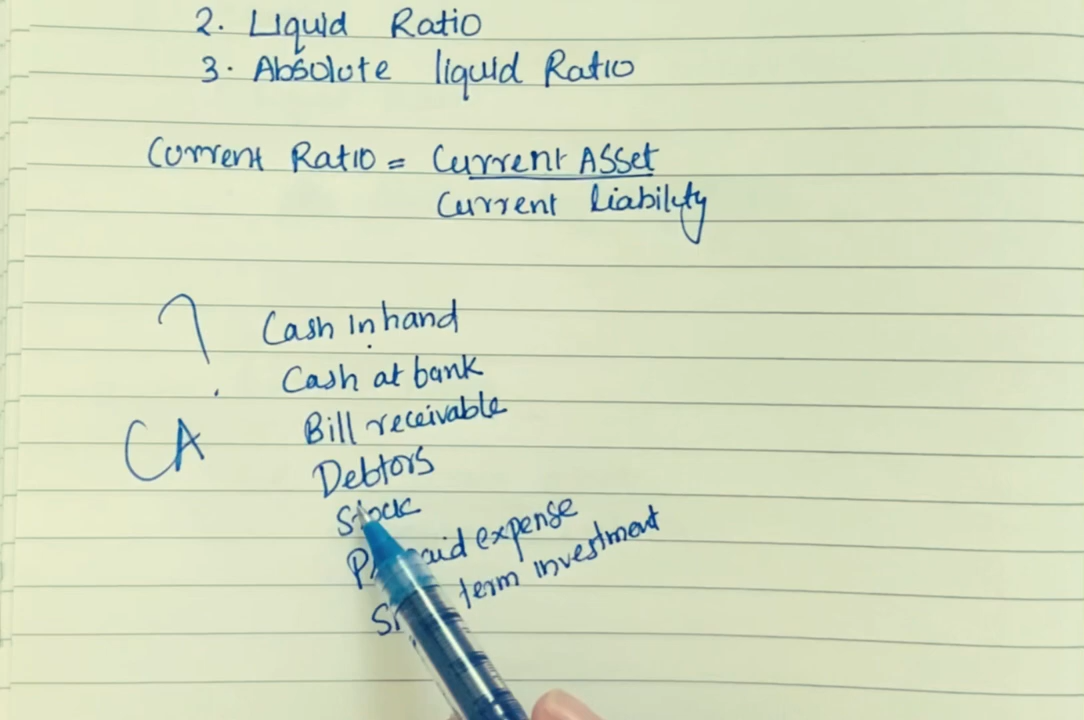 2. Liquid Ratio
3. Absolute liquid Ratio
Current Ratio = Current Asset
Current Liability
Cash in hand
Cash at bank
CA
Bill receivable
Debtors
Stock
expense
term investment